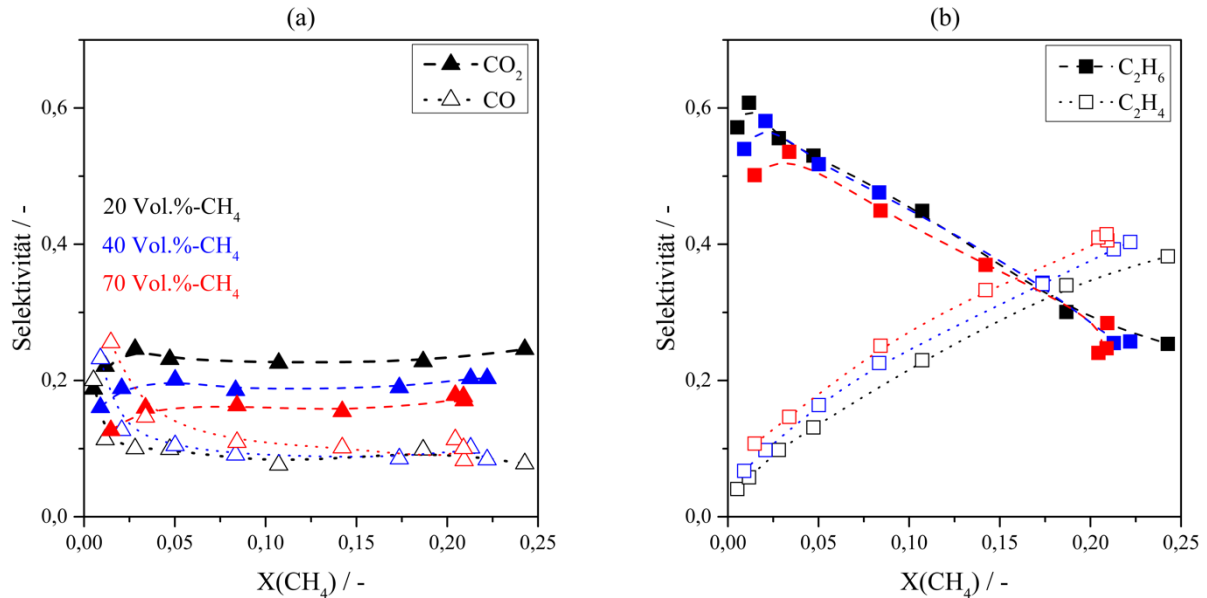 (a)
CO₂
CO
20 Vol.%-CH₄
40 Vol.%-CH₄
70 Vol.%-CH₄
Selektivität / -
0,6
0,4
0,2
0,0
0,00 0,05 0,10 0,15 0,20 0,25
X(CH₄) / -
(b)
C₂H₆
C₂H₄
Selektivität / -
0,6
0,4
0,2
0,0
0,00 0,05 0,10 0,15 0,20 0,25
X(CH₄) / -